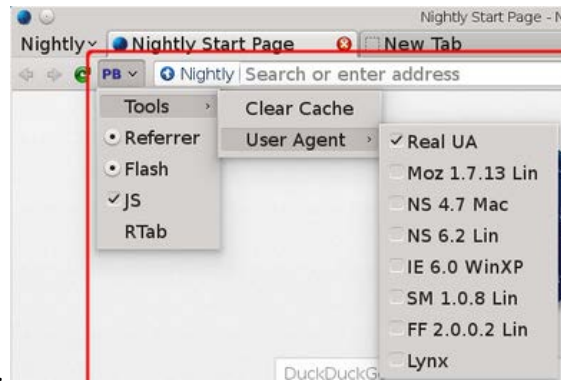 Nightly Start Page - N
Nightly
Nightly Start Page
New Tab
PB
Nightly
Search or enter address
Tools
Clear Cache
Referrer
User Agent
Real UA
Flash
Moz 1.7.13 Lin
JS
NS 4.7 Mac
RTab
NS 6.2 Lin
IE 6.0 WinXP
SM 1.0.8 Lin
FF 2.0.0.2 Lin
Lynx
DuckDuckG